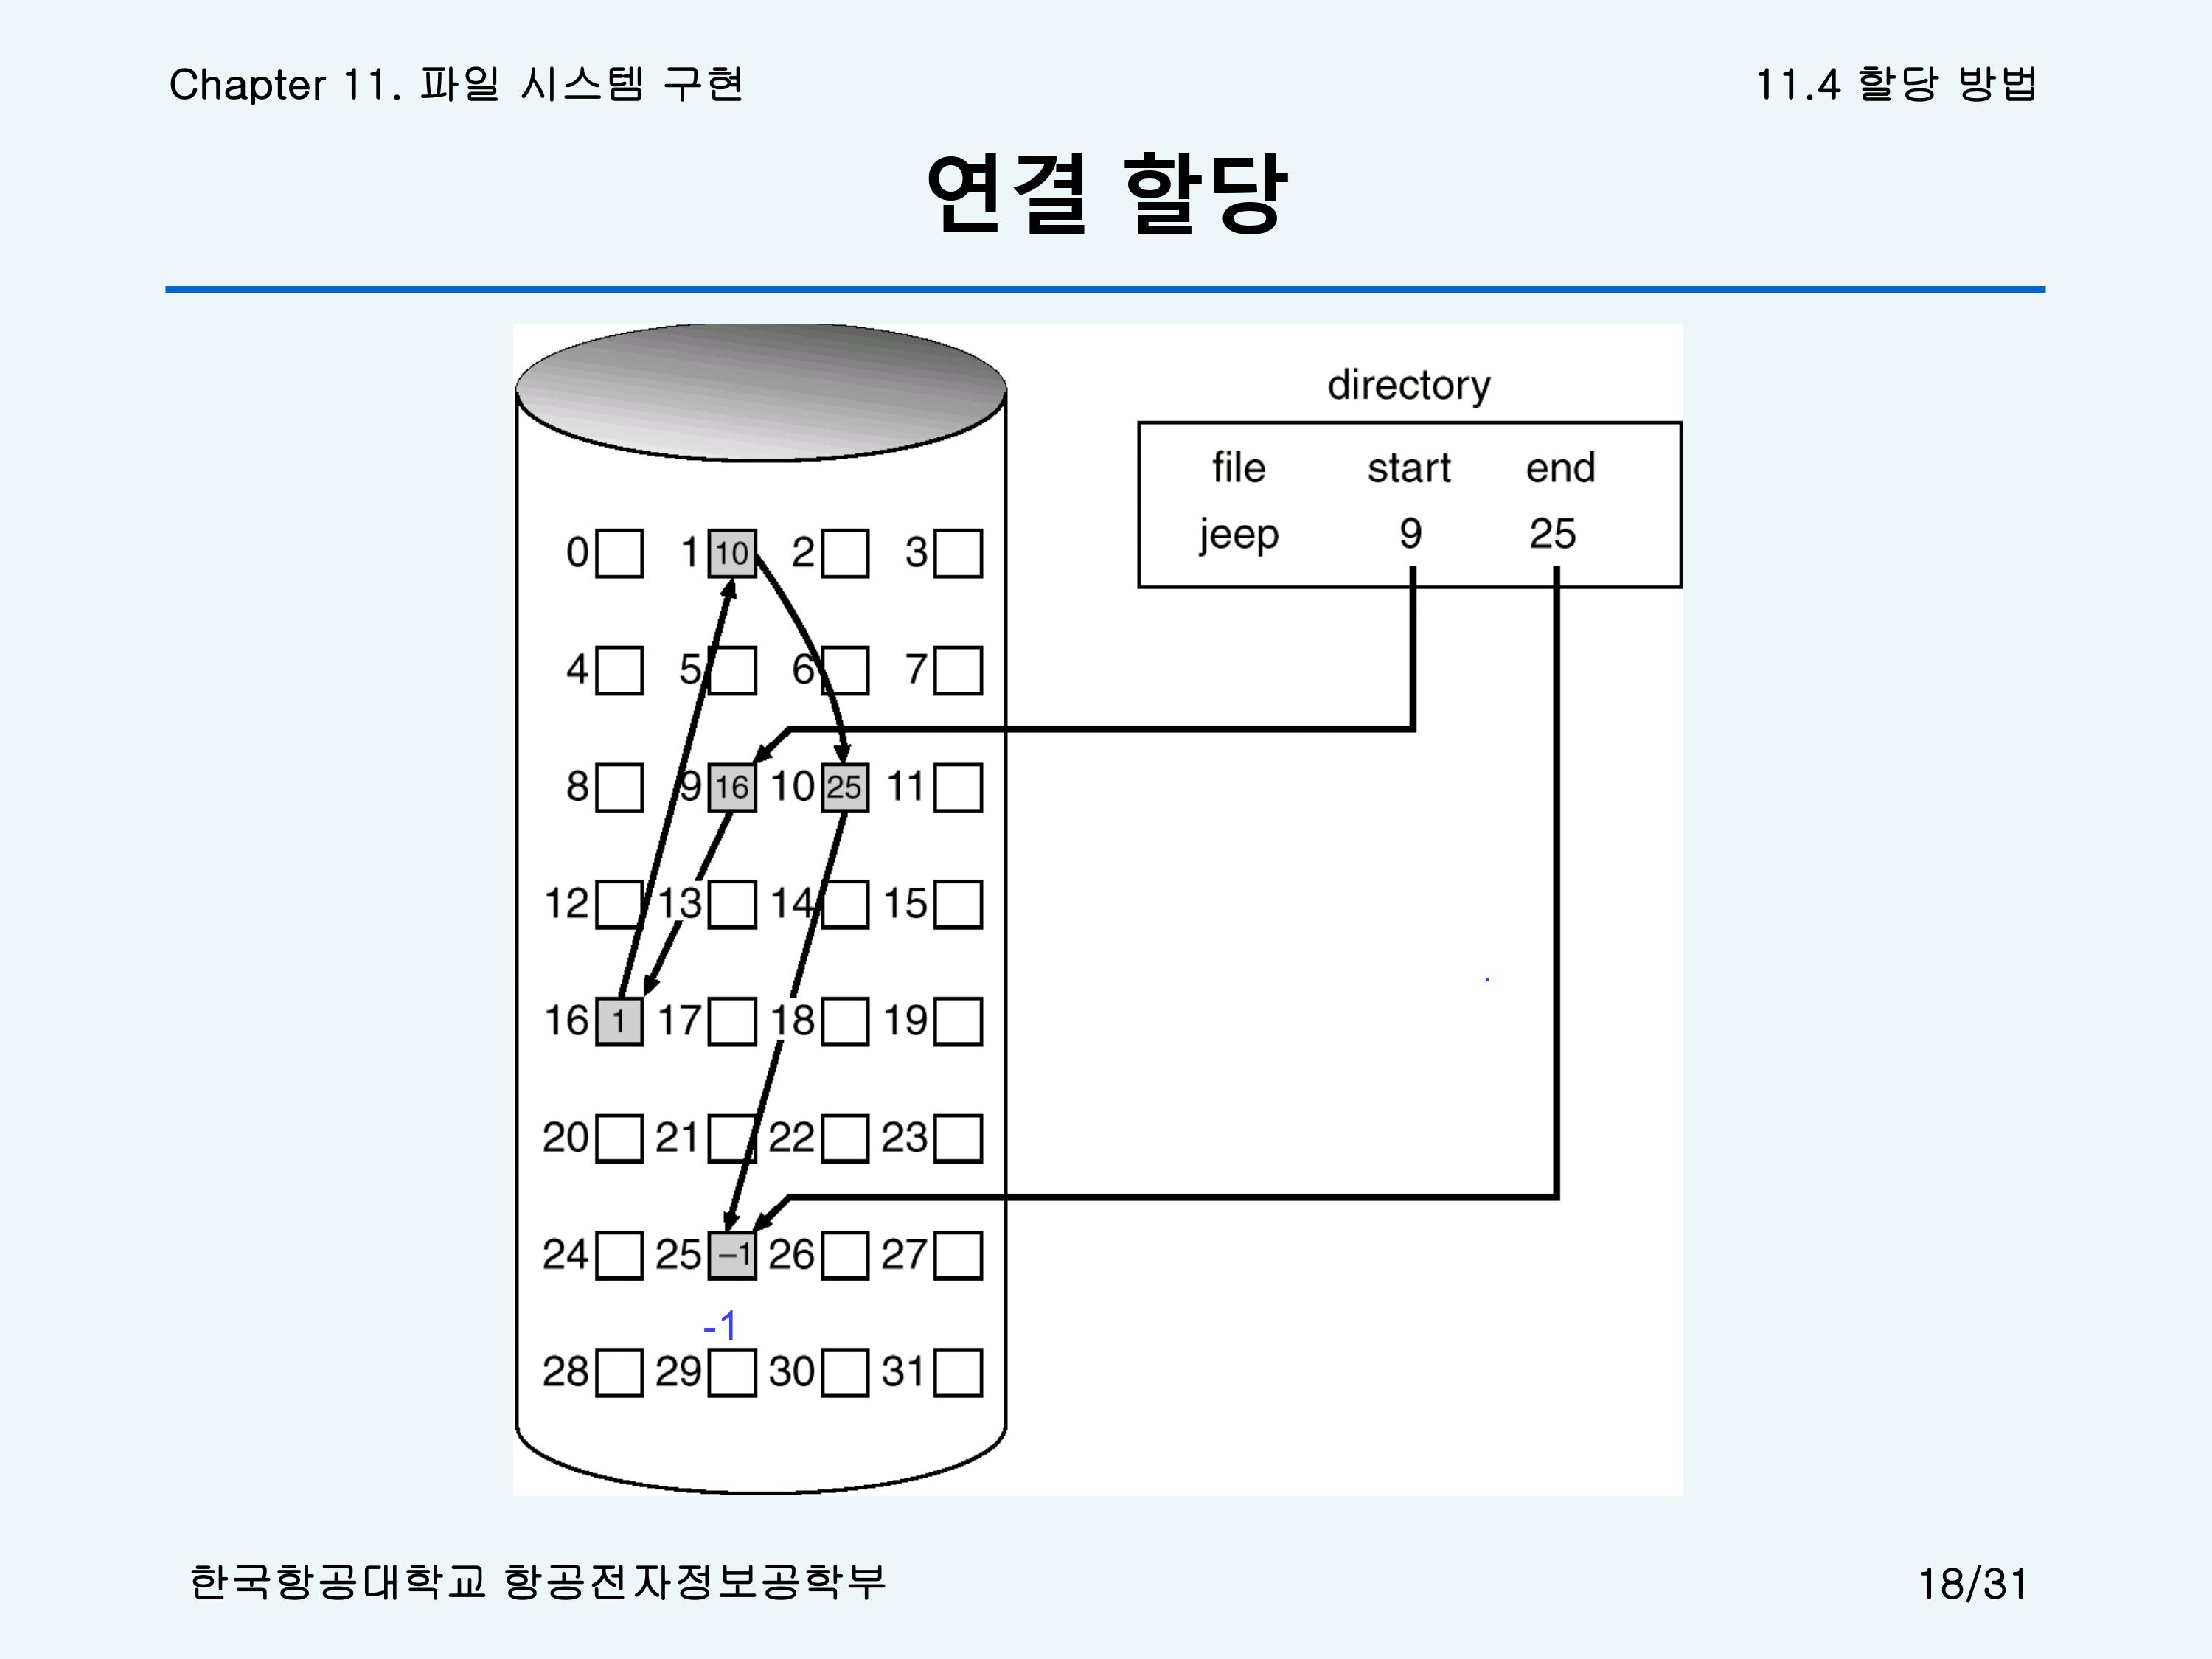 Chapter 11. 파일 시스템 구현
11.4 할당 방법
연결 할당
directory
file start end
jeep 9 25
0 1 10 2 3
4 5 6 7
8 9 16 10 25 11
12 13 14 15
16 1 17 18 19
20 21 22 23
24 25 –1 26 27
-1
28 29 30 31
한국항공대학교 항공전자정보공학부
18/31